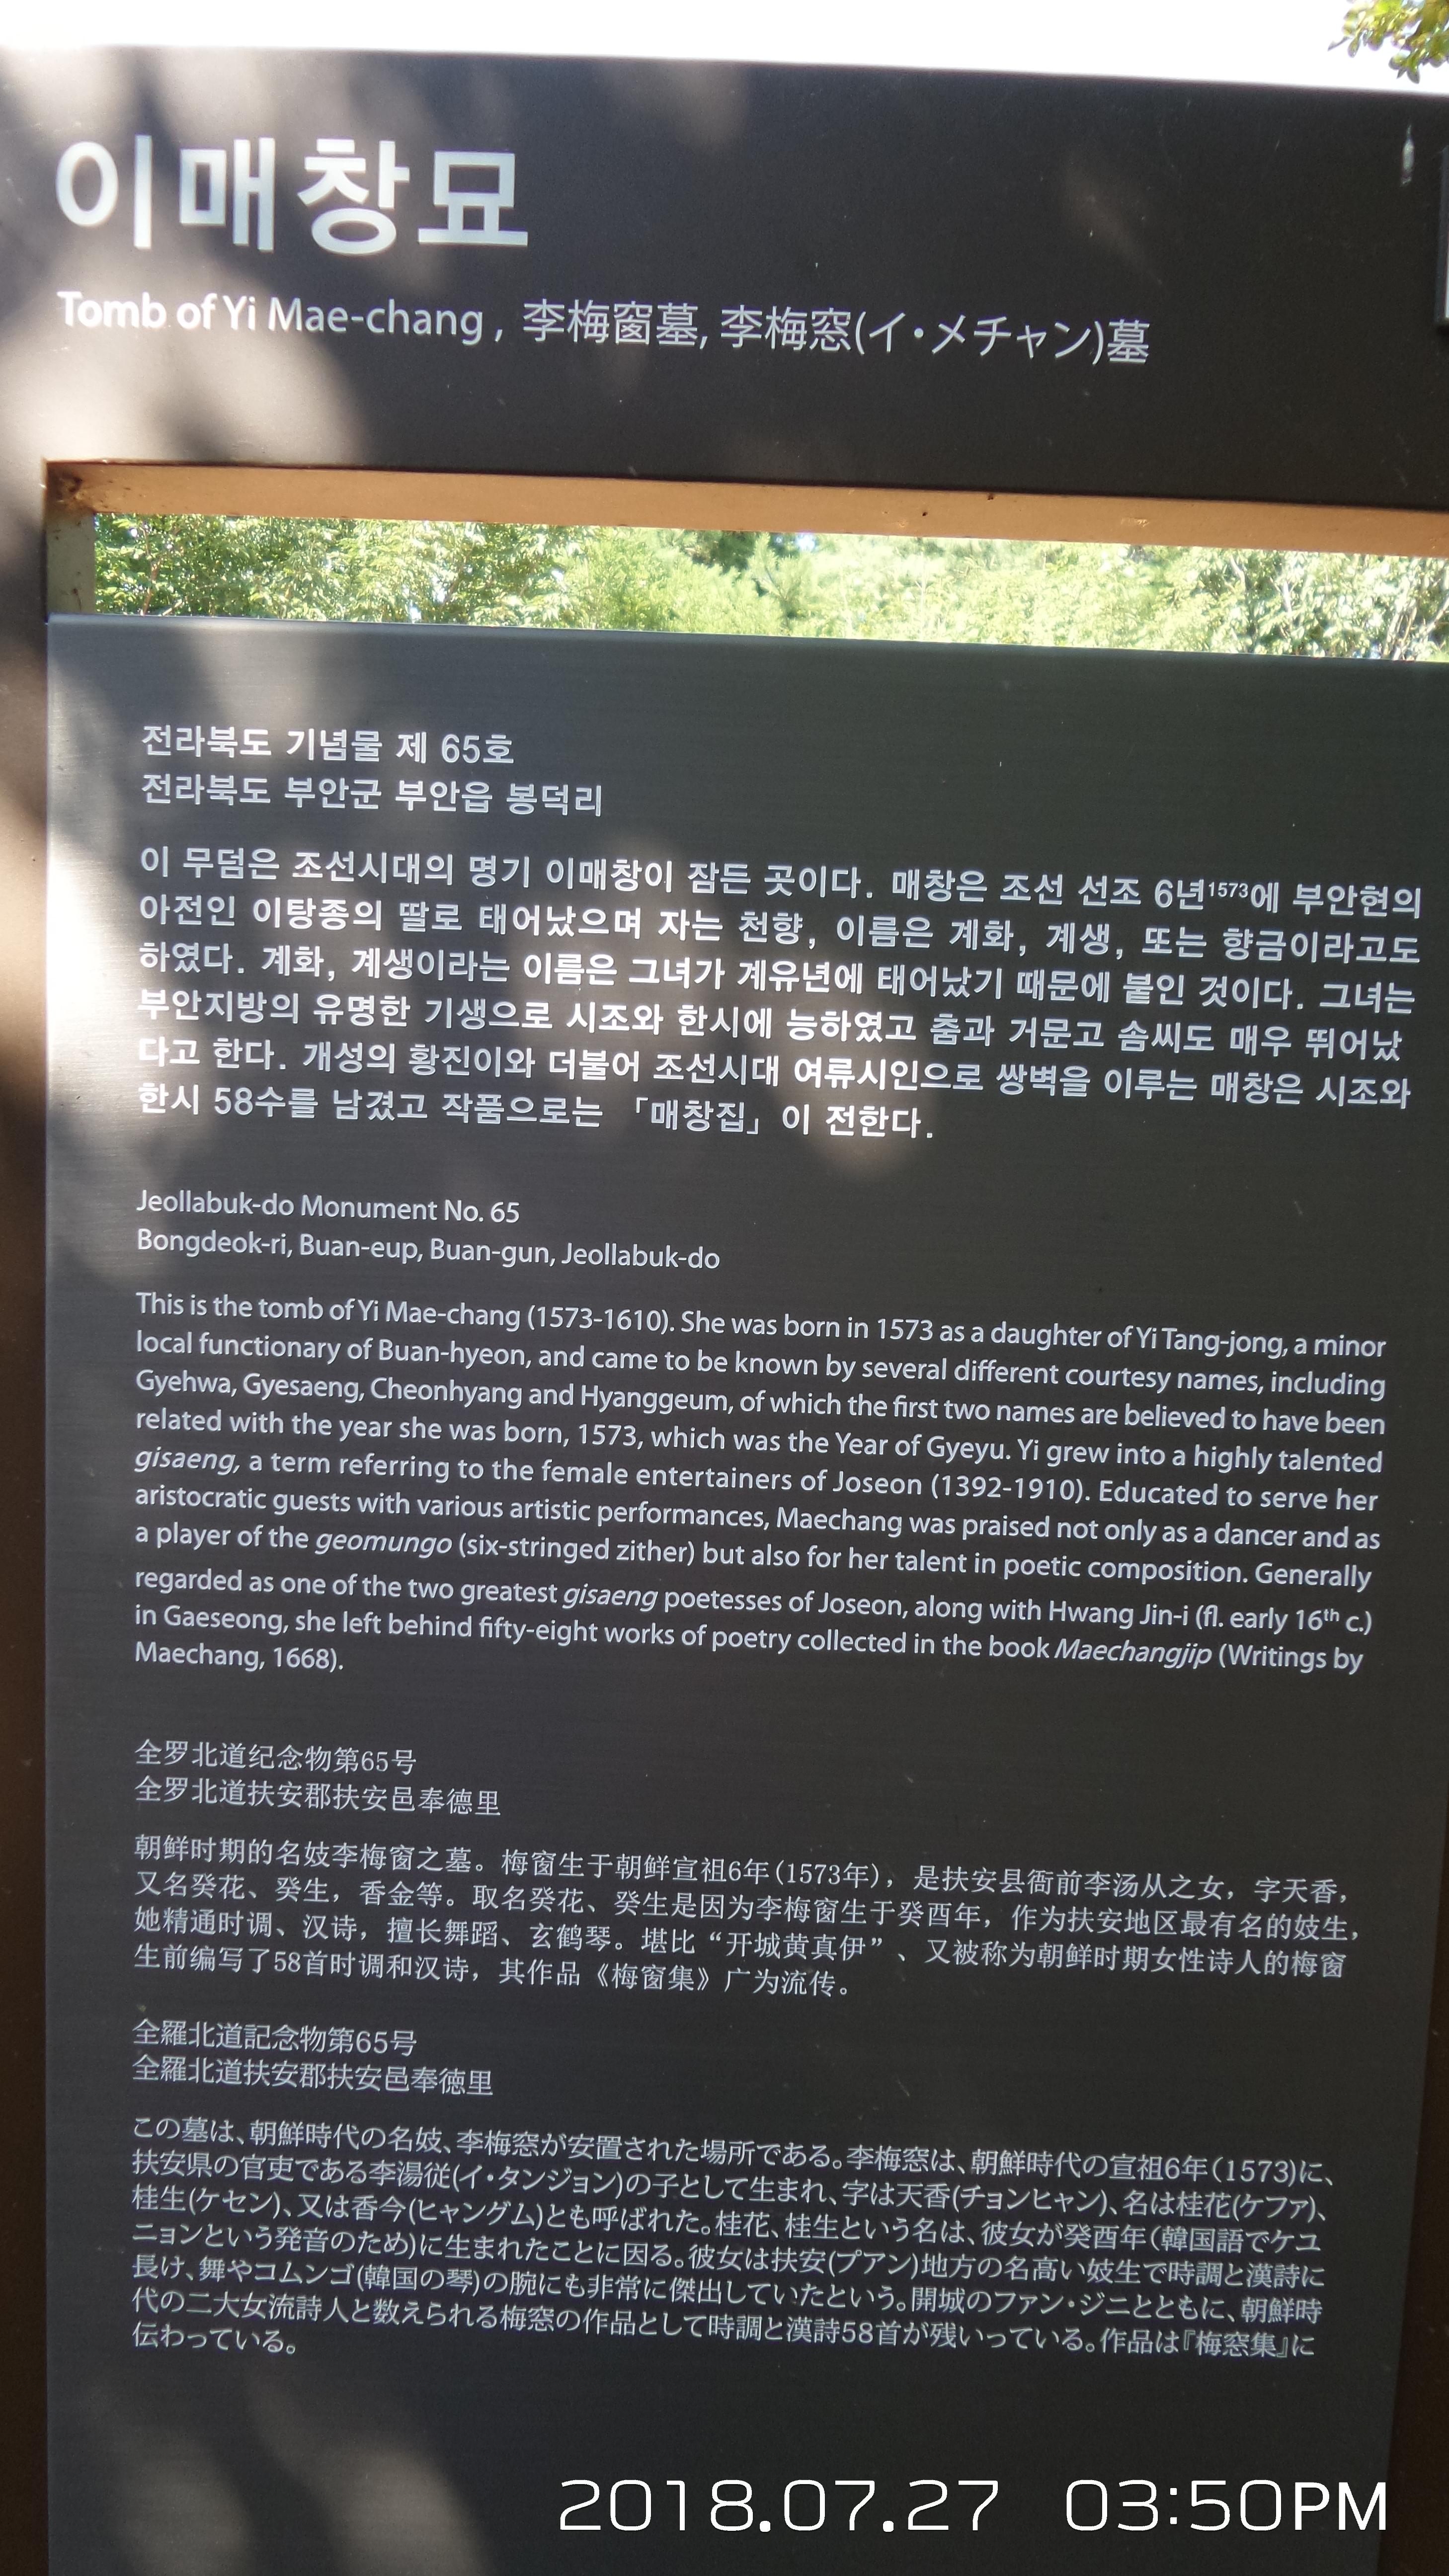 이매창묘
Tomb of Yi Mae-chang , 李梅窗墓, 李梅窓(イ・メチャン)墓
전라북도 기념물 제 65호
전라북도 부안군 부안읍 봉덕리
이 무덤은 조선시대의 명기 이매창이 잠든 곳이다. 매창은 조선 선조 6년1573에 부안현의
아전인 이탕종의 딸로 태어났으며 자는 천향, 이름은 계화, 계생, 또는 향금이라고도
하였다. 계화, 계생이라는 이름은 그녀가 계유년에 태어났기 때문에 붙인 것이다. 그녀는
부안지방의 유명한 기생으로 시조와 한시에 능하였고 춤과 거문고 솜씨도 매우 뛰어났
다고 한다. 개성의 황진이와 더불어 조선시대 여류시인으로 쌍벽을 이루는 매창은 시조와
한시 58수를 남겼고 작품으로는 「매창집」이 전한다.
Jeollabuk-do Monument No. 65
Bongdeok-ri, Buan-eup, Buan-gun, Jeollabuk-do
This is the tomb of Yi Mae-chang (1573-1610). She was born in 1573 as a daughter of Yi Tang-jong, a minor
local functionary of Buan-hyeon, and came to be known by several different courtesy names, including
Gyehwa, Gyesaeng, Cheonhyang and Hyanggeum, of which the first two names are believed to have been
related with the year she was born, 1573, which was the Year of Gyeyu. Yi grew into a highly talented
gisaeng, a term referring to the female entertainers of Joseon (1392-1910). Educated to serve her
aristocratic guests with various artistic performances, Maechang was praised not only as a dancer and as
a player of the geomungo (six-stringed zither) but also for her talent in poetic composition. Generally
regarded as one of the two greatest gisaeng poetesses of Joseon, along with Hwang Jin-i (fl. early 16th c.)
in Gaeseong, she left behind fifty-eight works of poetry collected in the book Maechangjip (Writings by
Maechang, 1668).
全罗北道纪念物第65号
全罗北道扶安郡扶安邑奉德里
朝鲜时期的名妓李梅窗之墓。梅窗生于朝鲜宣祖6年(1573年)，是扶安县衙前李汤从之女，字天香，
又名癸花、癸生，香金等。取名癸花、癸生是因为李梅窗生于癸酉年，作为扶安地区最有名的妓生，
她精通时调、汉诗，擅长舞蹈、玄鹤琴。堪比“开城黄真伊”、又被称为朝鲜时期女性诗人的梅窗
生前编写了58首时调和汉诗，其作品《梅窗集》广为流传。
全羅北道記念物第65号
全羅北道扶安郡扶安邑奉徳里
この墓は、朝鮮時代の名妓、李梅窓が安置された場所である。李梅窓は、朝鮮時代の宣祖6年(1573)に、
扶安県の官吏である李湯従(イ・タンジョン)の子として生まれ、字は天香(チョンヒャン)、名は桂花(ケファ)、
桂生(ケセン)、又は香今(ヒャングム)とも呼ばれた。桂花、桂生という名は、彼女が癸酉年(韓国語でケユ
ニョンという発音のため)に生まれたことに因る。彼女は扶安(プアン)地方の名高い妓生で時調と漢詩に
長け、舞やコムンゴ(韓国の琴)の腕にも非常に傑出していたという。開城のファン・ジニとともに、朝鮮時
代の二大女流詩人と数えられる梅窓の作品として時調と漢詩58首が残いっている。作品は『梅窓集』に
伝わっている。
2018.07.27 03:50PM